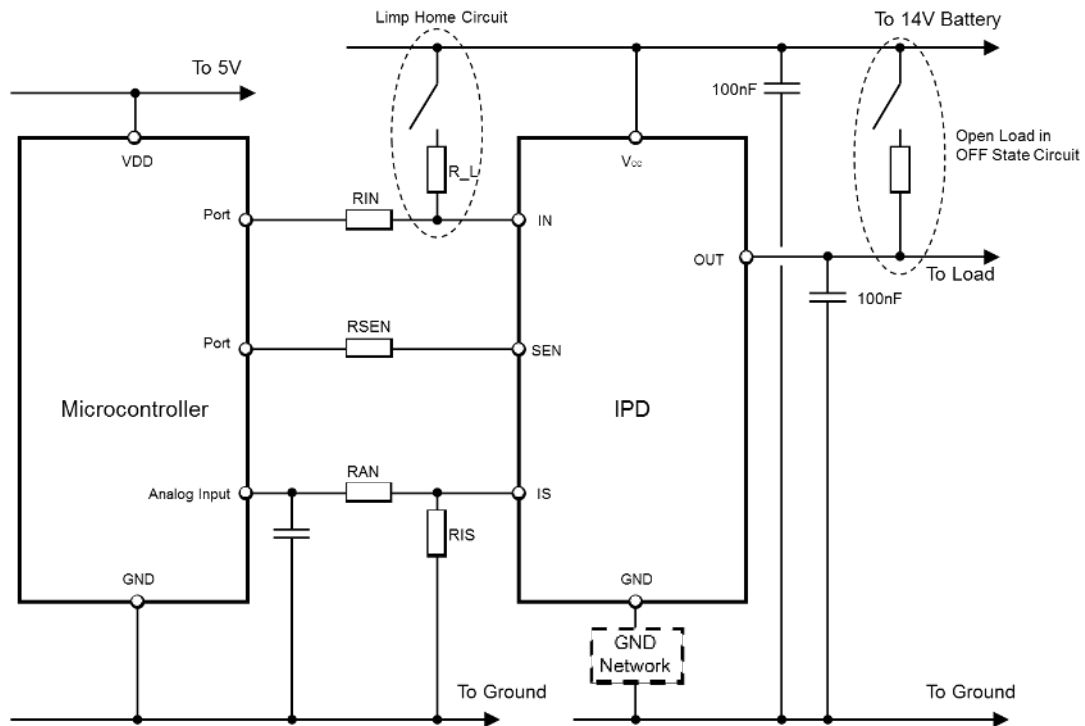 Limp Home Circuit
To 14V Battery
To 5V
100nF
Open Load in
OFF State Circuit
VDD
Vcc
R_L
Port
RIN
IN
OUT
To Load
100nF
Port
RSEN
SEN
Microcontroller
IPD
RAN
Analog Input
IS
RIS
GND
GND
GND
Network
To Ground
To Ground